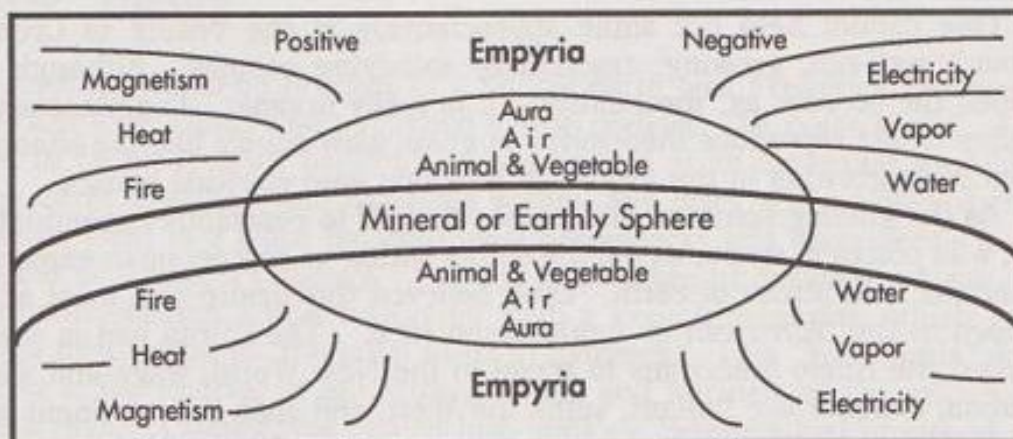 Positive Empyria Negative
Magnetism Electricity
Aura
Heat Air Vapor
Animal & Vegetable
Fire Water
Mineral or Earthly Sphere
Animal & Vegetable
Fire Air Water
Aura
Heat Vapor
Empyria
Magnetism Electricity